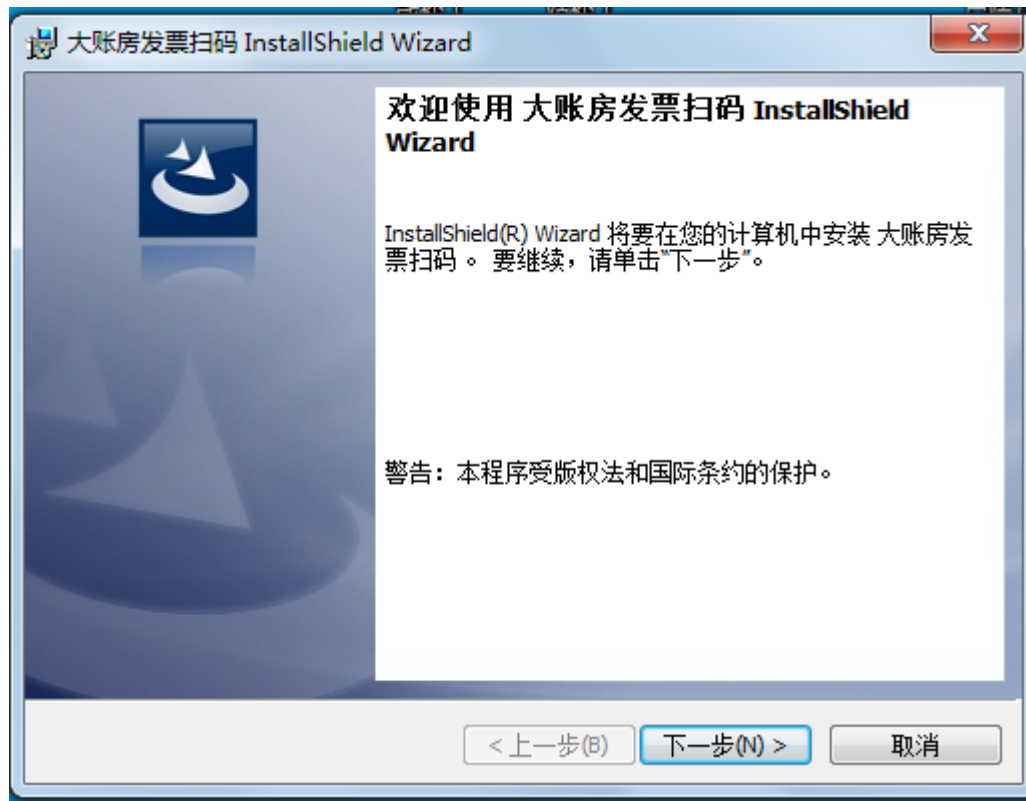 大账房发票扫码 InstallShield Wizard
欢迎使用 大账房发票扫码 InstallShield
Wizard
InstallShield(R) Wizard 将要在您的计算机中安装 大账房发
票扫码 。 要继续，请单击“下一步”。
警告：本程序受版权法和国际条约的保护。
< 上一步(B) 下一步(N) > 取消